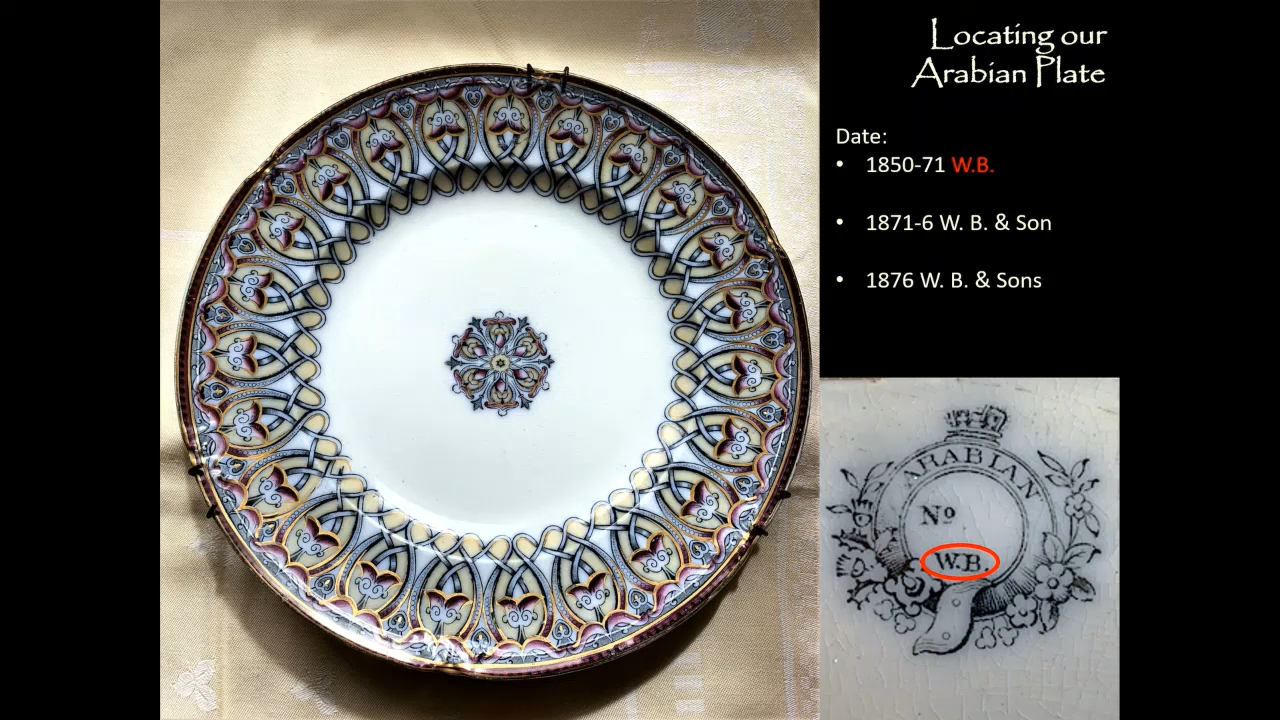 Locating our
Arabian Plate
Date:
• 1850-71 W.B.
• 1871-6 W. B. & Son
• 1876 W. B. & Sons
ARABIAN
Nº
W.B.